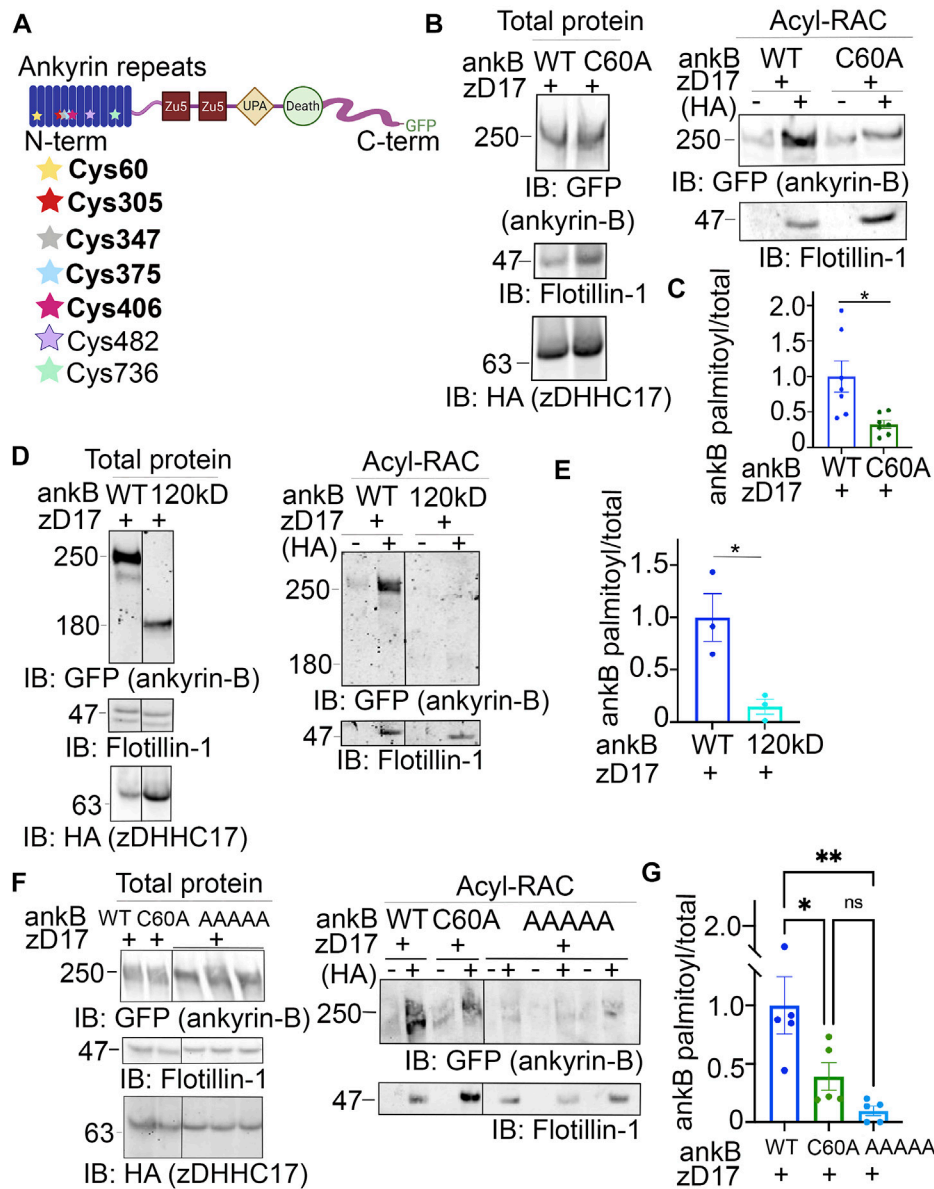 A
Ankyrin repeats
Zu5 Zu5 UPA Death
GFP
N-term C-term
Cys60
Cys305
Cys347
Cys375
Cys406
Cys482
Cys736
B
Total protein
ankB WT C60A
zD17 + +
250
IB: GFP
(ankyrin-B)
47
IB: Flotillin-1
63
IB: HA (zDHHC17)
Acyl-RAC
ankB WT C60A
zD17 + +
(HA) - + - +
250
IB: GFP (ankyrin-B)
47
IB: Flotillin-1
C
ankB palmitoyl/total
2.0
1.5
1.0
0.5
0
*
ankB WT C60A
zD17 + +
D
Total protein
ankB WT 120kD
zD17 + +
250
180
IB: GFP (ankyrin-B)
47
IB: Flotillin-1
63
IB: HA (zDHHC17)
Acyl-RAC
ankB WT 120kD
zD17 + +
(HA) - + - +
250
180
IB: GFP (ankyrin-B)
47
IB: Flotillin-1
E
ankB palmitoyl/total
1.5
1.0
0.5
0
*
ankB WT 120kD
zD17 + +
F
Total protein
ankB WT C60A AAAAA
zD17 + + +
250
IB: GFP (ankyrin-B)
47
IB: Flotillin-1
63
IB: HA (zDHHC17)
Acyl-RAC
ankB WT C60A AAAAA
zD17 + + +
(HA) - + - + - + - + - +
250
IB: GFP (ankyrin-B)
47
IB: Flotillin-1
G
ankB palmitoyl/total
2.0
1.0
0.5
0
**
* ns
ankB WT C60A AAAAA
zD17 + + +